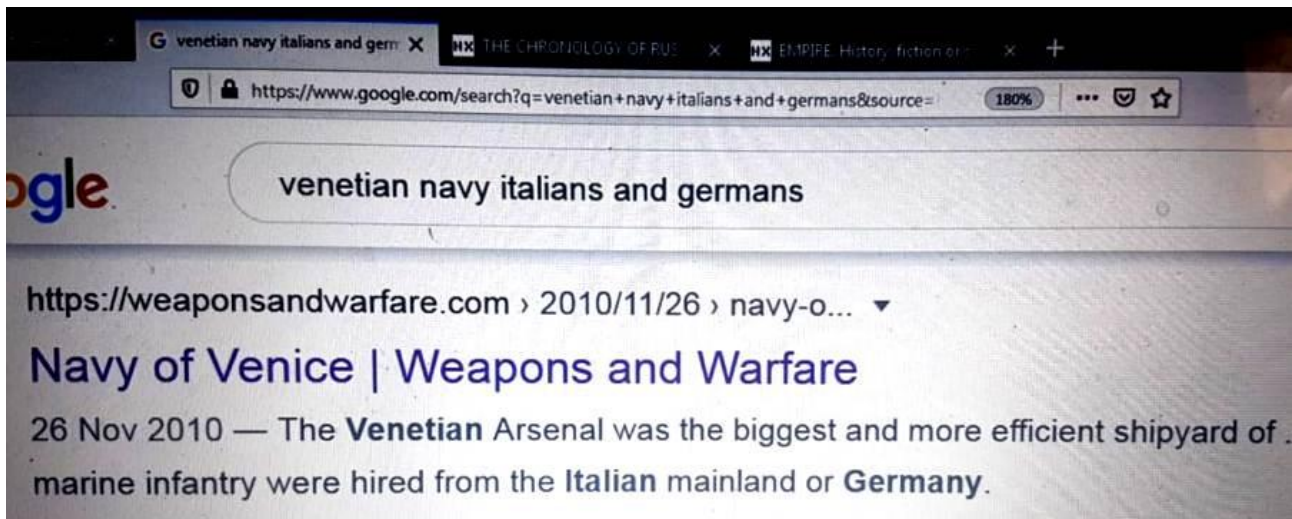 G venetian navy italians and germ X HX THE CHRONOLOGY OF RUS X HX EMPIRE. History, fiction or X +
https://www.google.com/search?q=venetian+navy+italians+and+germans&source= 180% ...
ogle
venetian navy italians and germans
https://weaponsandwarfare.com › 2010/11/26 › navy-o... ▼
Navy of Venice | Weapons and Warfare
26 Nov 2010 — The Venetian Arsenal was the biggest and more efficient shipyard of .
marine infantry were hired from the Italian mainland or Germany.